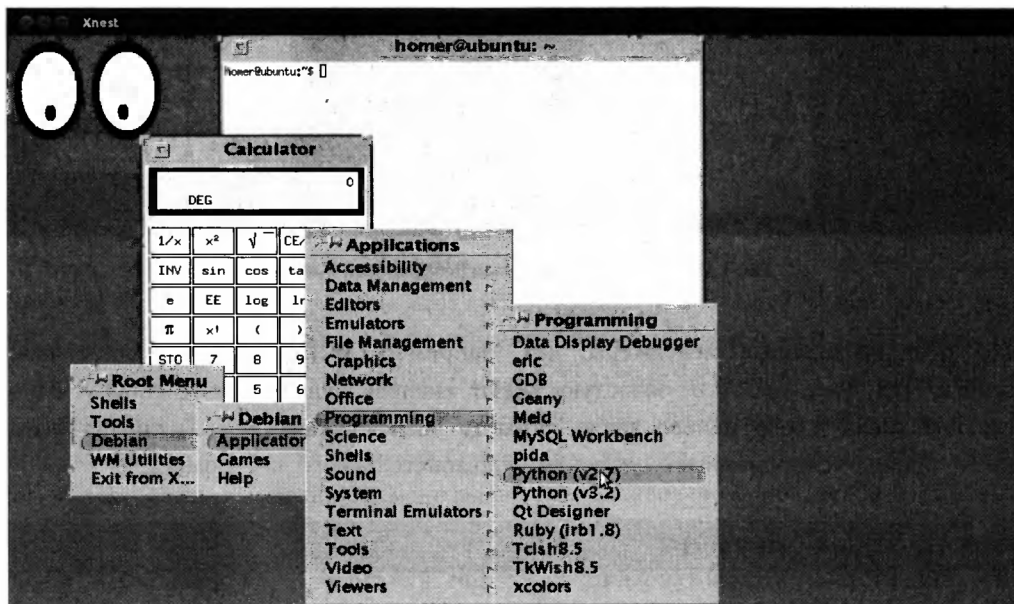 Xnest
homer@ubuntu: ~
homer@ubuntu:~$
Calculator
0
DEG
1/x x² √ CE/
INV sin cos ta
e EE log ln
π x! ( )
STO 7 8 9
5 6
Root Menu
Shells
Tools
Debian
WM Utilities
Exit from X...
Debian
Application
Games
Help
Applications
Accessibility
Data Management
Editors
Emulators
File Management
Graphics
Network
Office
Programming
Science
Shells
Sound
System
Terminal Emulators
Text
Tools
Video
Viewers
Programming
Data Display Debugger
eric
GDB
Geany
Meld
MySQL Workbench
pida
Python (v2.7)
Python (v3.2)
Qt Designer
Ruby (irb1.8)
Tclsh8.5
TkWish8.5
xcolors